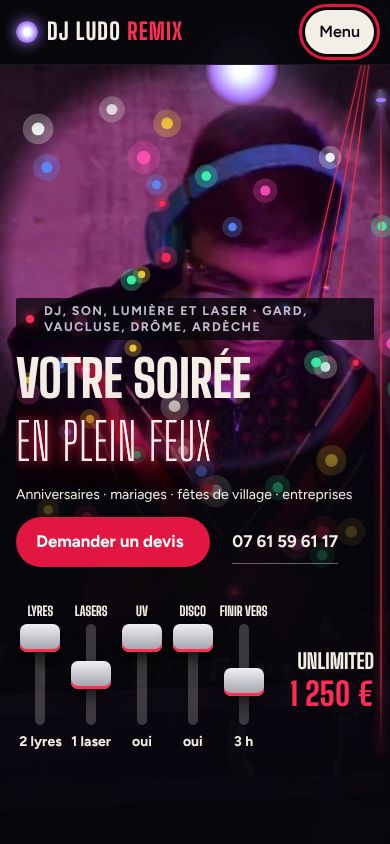 DJ LUDO REMIX
Menu
DJ, SON, LUMIÈRE ET LASER · GARD,
VAUCLUSE, DRÔME, ARDÈCHE
VOTRE SOIRÉE
EN PLEIN FEUX
Anniversaires · mariages · fêtes de village · entreprises
Demander un devis
07 61 59 61 17
LYRES LASERS UV DISCO FINIR VERS
2 lyres 1 laser oui oui 3 h
UNLIMITED
1 250 €